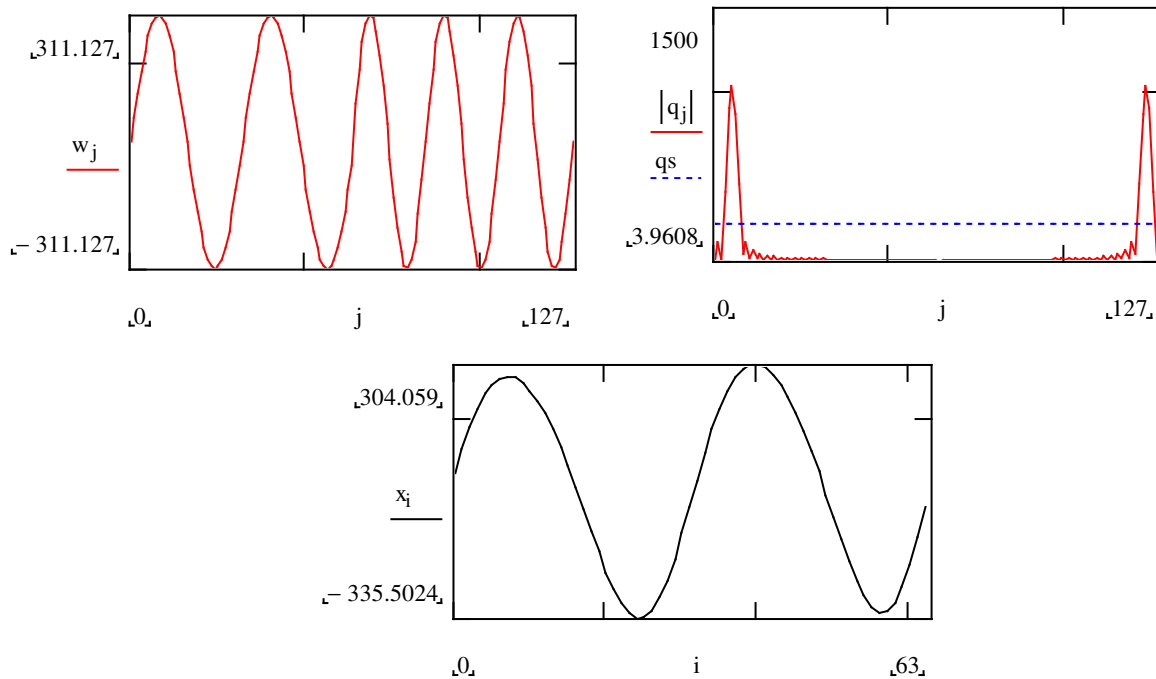 311.127
w_j
− 311.127
0 j 127
1500
|q_j|
qs
3.9608
0 j 127
304.059
x_i
− 335.5024
0 i 63